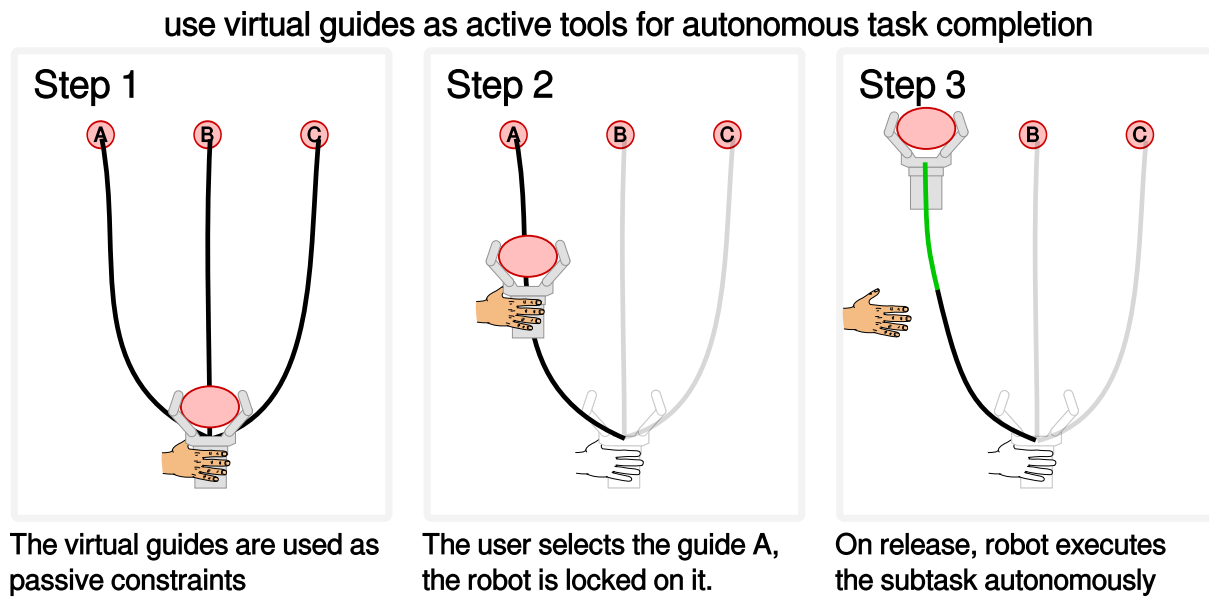 use virtual guides as active tools for autonomous task completion
Step 1
A B C
The virtual guides are used as
passive constraints
Step 2
A B C
The user selects the guide A,
the robot is locked on it.
Step 3
B C
On release, robot executes
the subtask autonomously